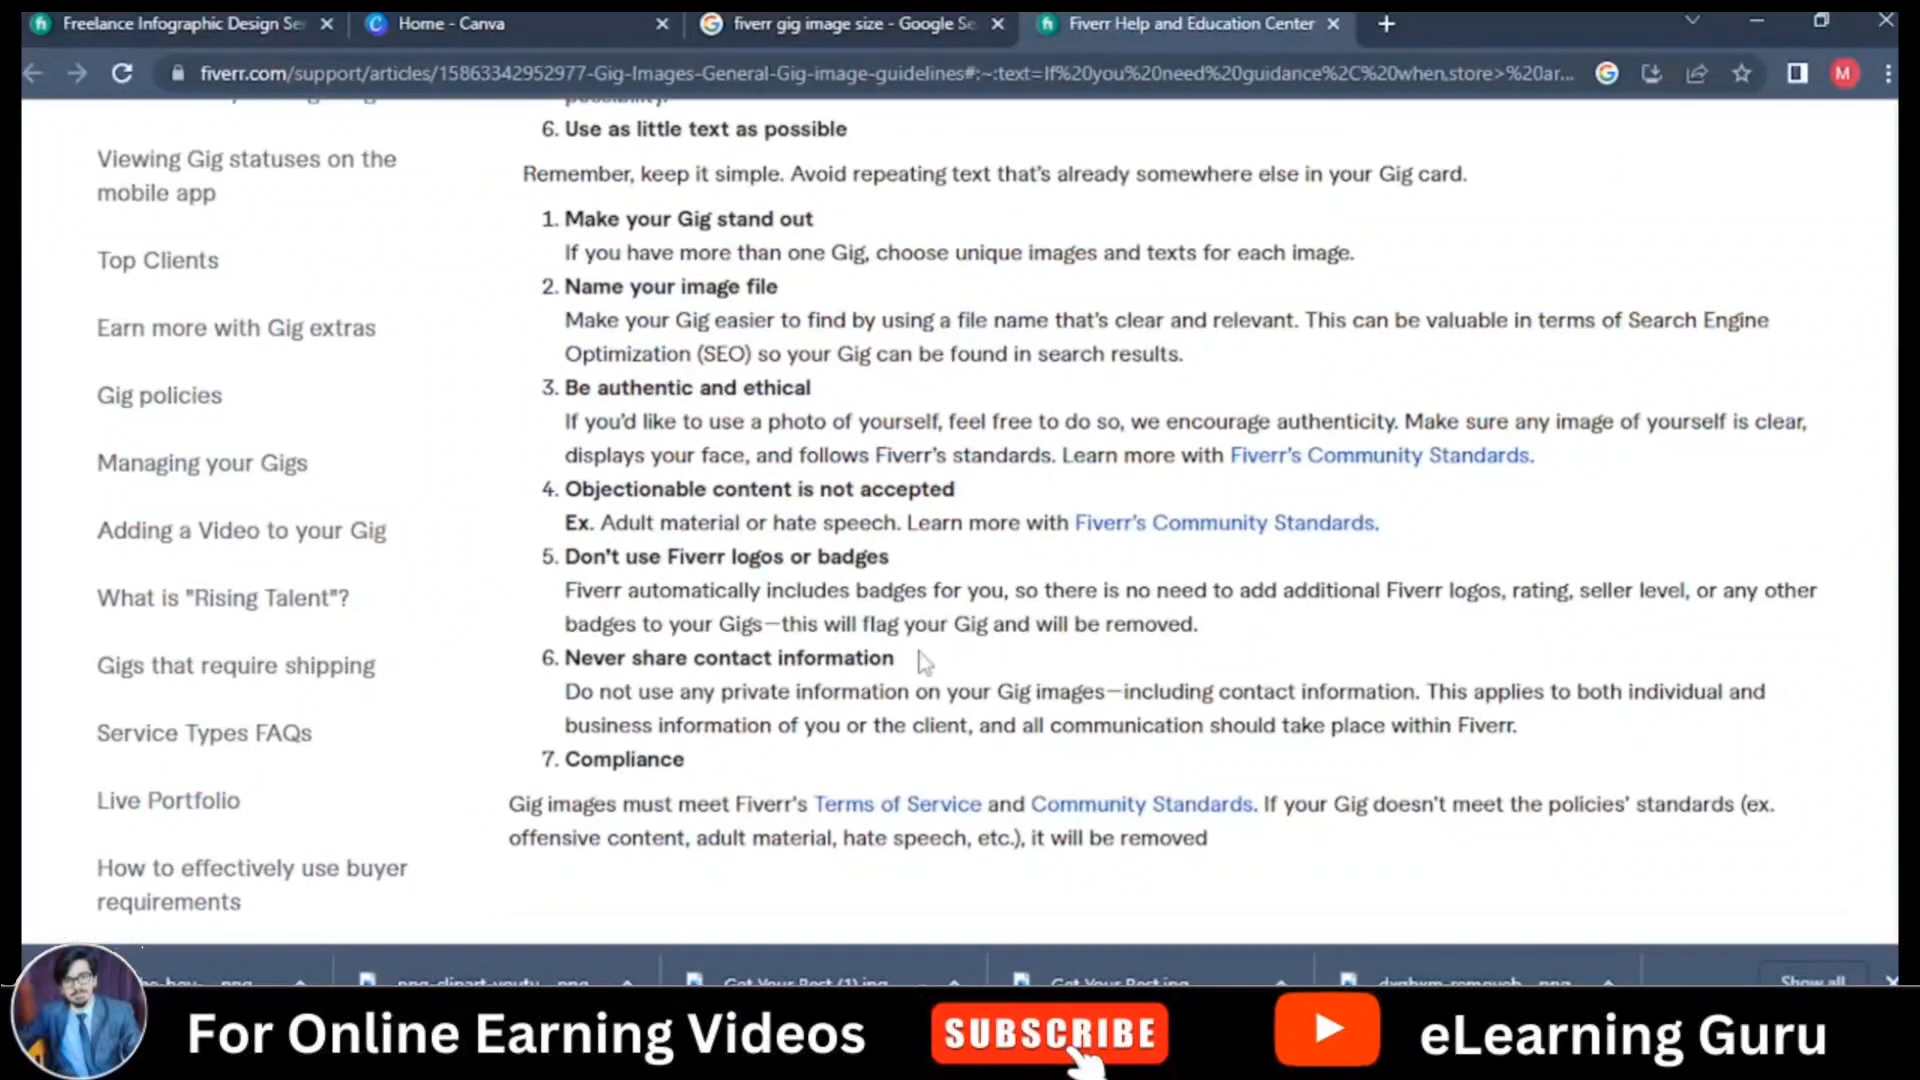 Freelance Infographic Design Se
Home - Canva
fiverr gig image size - Google Se
Fiverr Help and Education Center
fiverr.com/support/articles/15863342952977-Gig-Images-General-Gig-image-guidelines#:~:text=If%20you%20need%20guidance%2C%20when,store>%20ar...
M
Viewing Gig statuses on the
mobile app
Top Clients
Earn more with Gig extras
Gig policies
Managing your Gigs
Adding a Video to your Gig
What is "Rising Talent"?
Gigs that require shipping
Service Types FAQs
Live Portfolio
How to effectively use buyer
requirements
possibility.
6. Use as little text as possible
Remember, keep it simple. Avoid repeating text that's already somewhere else in your Gig card.
1. Make your Gig stand out
If you have more than one Gig, choose unique images and texts for each image.
2. Name your image file
Make your Gig easier to find by using a file name that's clear and relevant. This can be valuable in terms of Search Engine
Optimization (SEO) so your Gig can be found in search results.
3. Be authentic and ethical
If you'd like to use a photo of yourself, feel free to do so, we encourage authenticity. Make sure any image of yourself is clear,
displays your face, and follows Fiverr's standards. Learn more with Fiverr's Community Standards.
4. Objectionable content is not accepted
Ex. Adult material or hate speech. Learn more with Fiverr's Community Standards.
5. Don't use Fiverr logos or badges
Fiverr automatically includes badges for you, so there is no need to add additional Fiverr logos, rating, seller level, or any other
badges to your Gigs—this will flag your Gig and will be removed.
6. Never share contact information
Do not use any private information on your Gig images—including contact information. This applies to both individual and
business information of you or the client, and all communication should take place within Fiverr.
7. Compliance
Gig images must meet Fiverr's Terms of Service and Community Standards. If your Gig doesn't meet the policies' standards (ex.
offensive content, adult material, hate speech, etc.), it will be removed
Get Your Best (1).jpg
Get Your Best.jpg
Show all
For Online Earning Videos
SUBSCRIBE
eLearning Guru